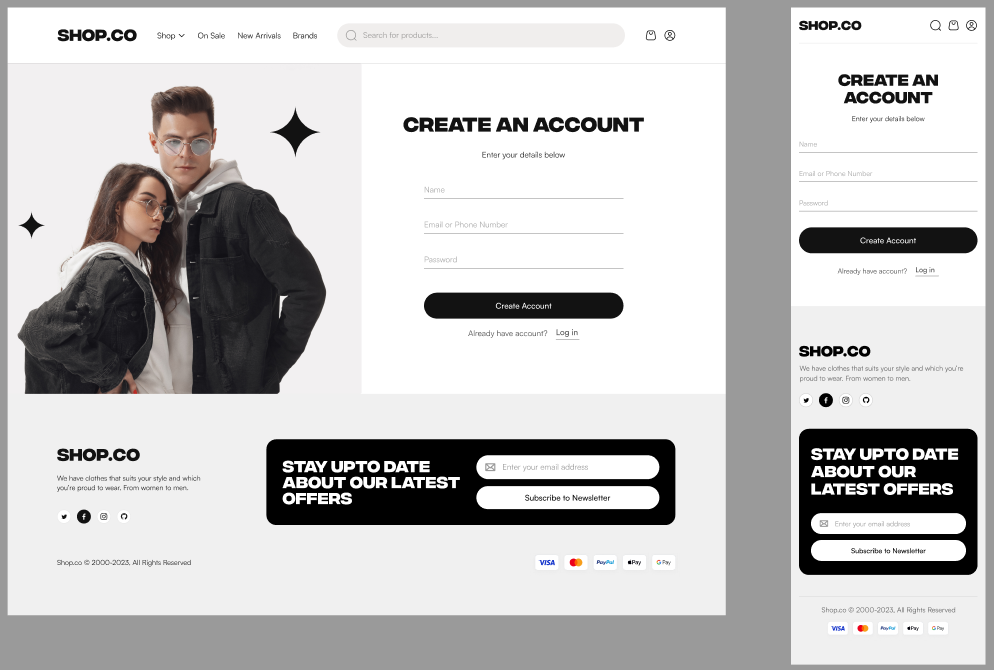 SHOP.CO
Shop
On Sale
New Arrivals
Brands
Search for products...
CREATE AN ACCOUNT
Enter your details below
Name
Email or Phone Number
Password
Create Account
Already have account? Log in
SHOP.CO
We have clothes that suits your style and which
you're proud to wear. From women to men.
STAY UPTO DATE
ABOUT OUR LATEST
OFFERS
Enter your email address
Subscribe to Newsletter
Shop.co © 2000-2023, All Rights Reserved
VISA
PayPal
Pay
G Pay
SHOP.CO
CREATE AN
ACCOUNT
Enter your details below
Name
Email or Phone Number
Password
Create Account
Already have account? Log in
SHOP.CO
We have clothes that suits your style and which you're
proud to wear. From women to men.
STAY UPTO DATE
ABOUT OUR
LATEST OFFERS
Enter your email address
Subscribe to Newsletter
Shop.co © 2000-2023, All Rights Reserved
VISA
PayPal
Pay
G Pay